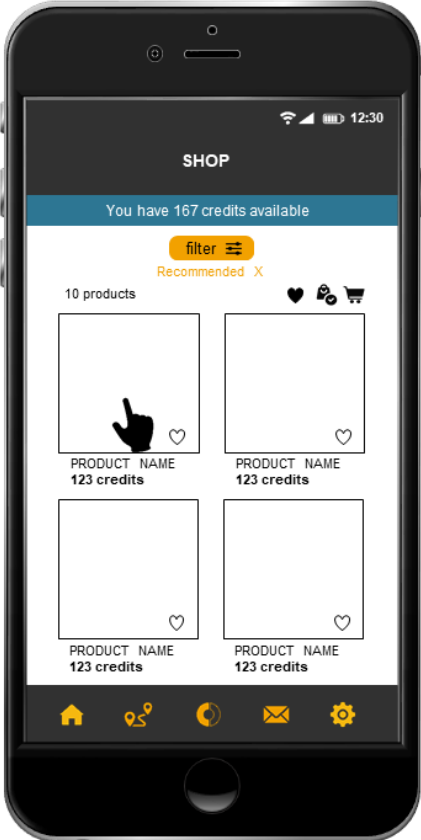 12:30
SHOP
You have 167 credits available
filter
Recommended X
10 products
PRODUCT NAME
123 credits
PRODUCT NAME
123 credits
PRODUCT NAME
123 credits
PRODUCT NAME
123 credits